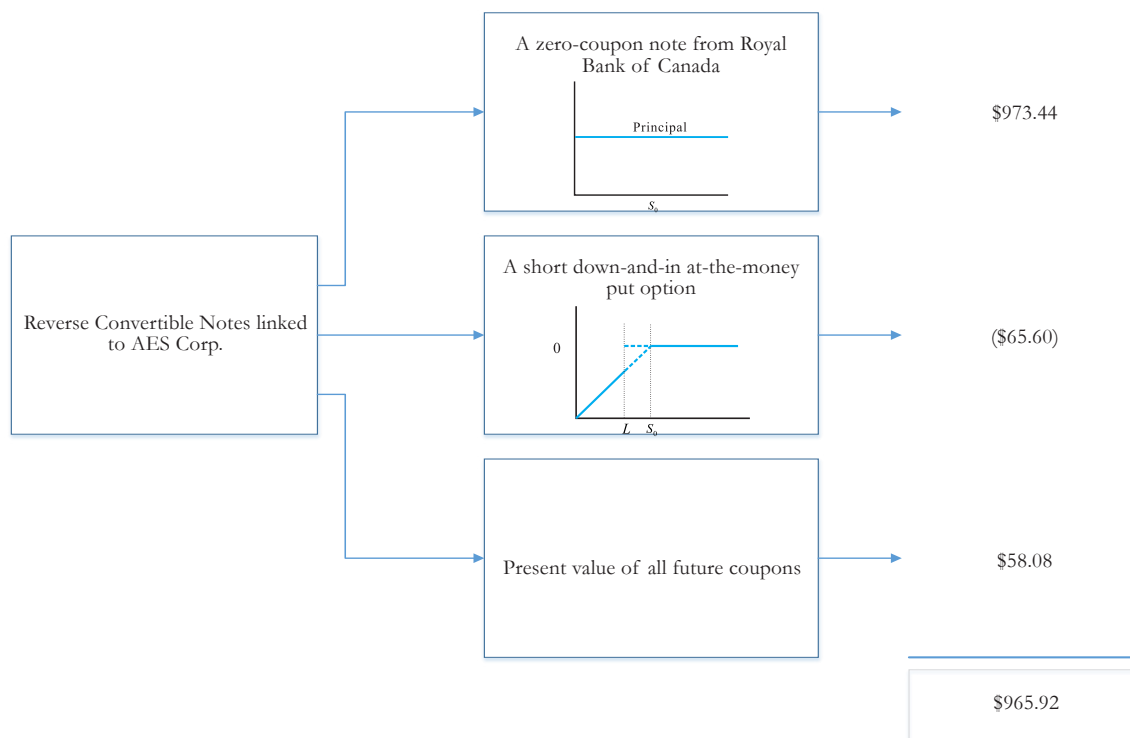 A zero-coupon note from Royal
Bank of Canada
Principal
S₀
$973.44
Reverse Convertible Notes linked
to AES Corp.
A short down-and-in at-the-money
put option
0
L S₀
($65.60)
Present value of all future coupons
$58.08
$965.92